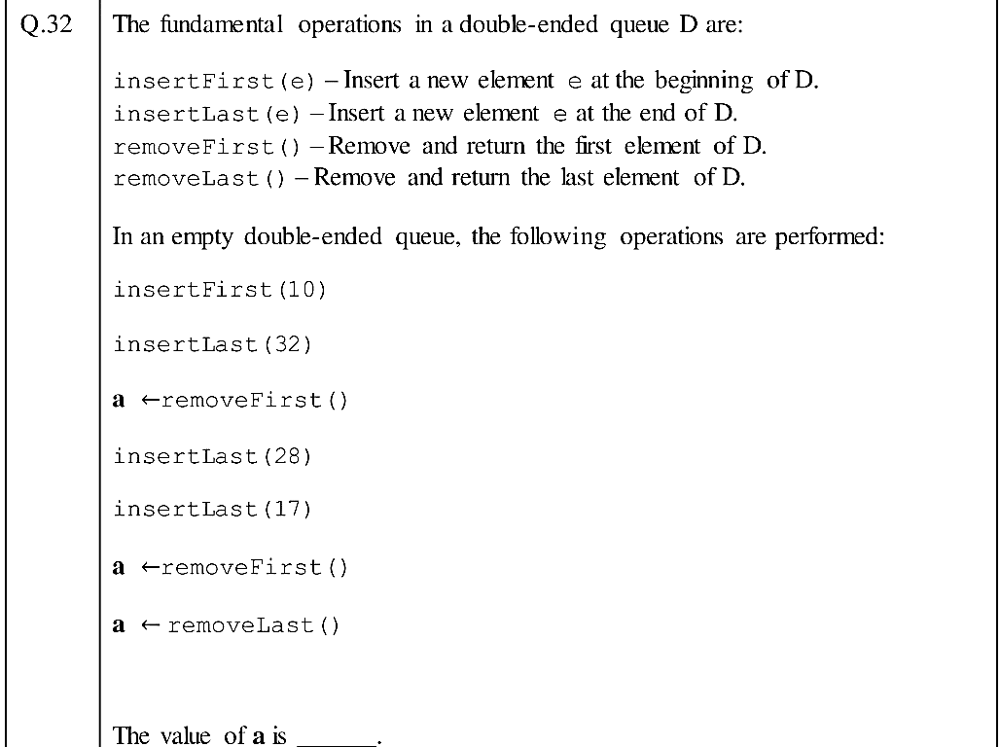 Q.32 The fundamental operations in a double-ended queue D are:
insertFirst(e) – Insert a new element e at the beginning of D.
insertLast(e) – Insert a new element e at the end of D.
removeFirst() – Remove and return the first element of D.
removeLast() – Remove and return the last element of D.
In an empty double-ended queue, the following operations are performed:
insertFirst(10)
insertLast(32)
a ←removeFirst()
insertLast(28)
insertLast(17)
a ←removeFirst()
a ← removeLast()
The value of a is ______.